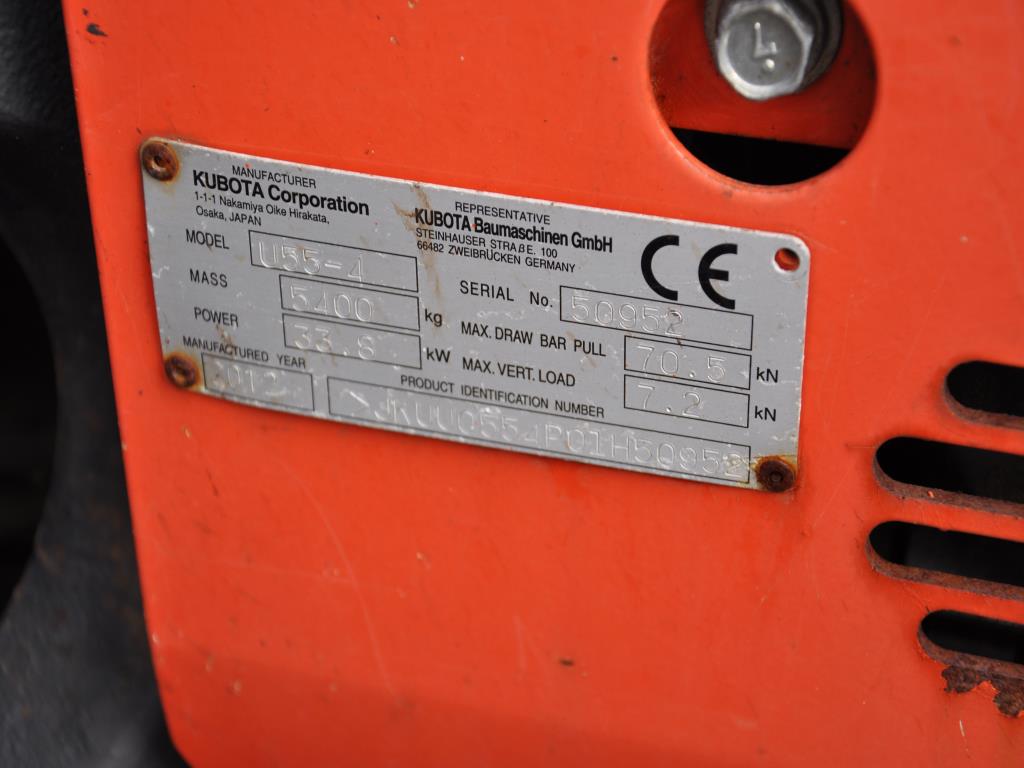 MANUFACTURER
KUBOTA Corporation
1-1-1 Nakamiya Oike Hirakata,
Osaka, JAPAN
REPRESENTATIVE
KUBOTA Baumaschinen GmbH
STEINHAUSER STRAßE. 100
66482 ZWEIBRÜCKEN GERMANY
CE
MODEL U55-4
SERIAL No. 50952
MASS 5400 kg
MAX. DRAW BAR PULL 70.5 kN
POWER 33.8 kW
MAX. VERT. LOAD 7.2 kN
MANUFACTURED YEAR
2012
PRODUCT IDENTIFICATION NUMBER
>JKUU0554P01H50952